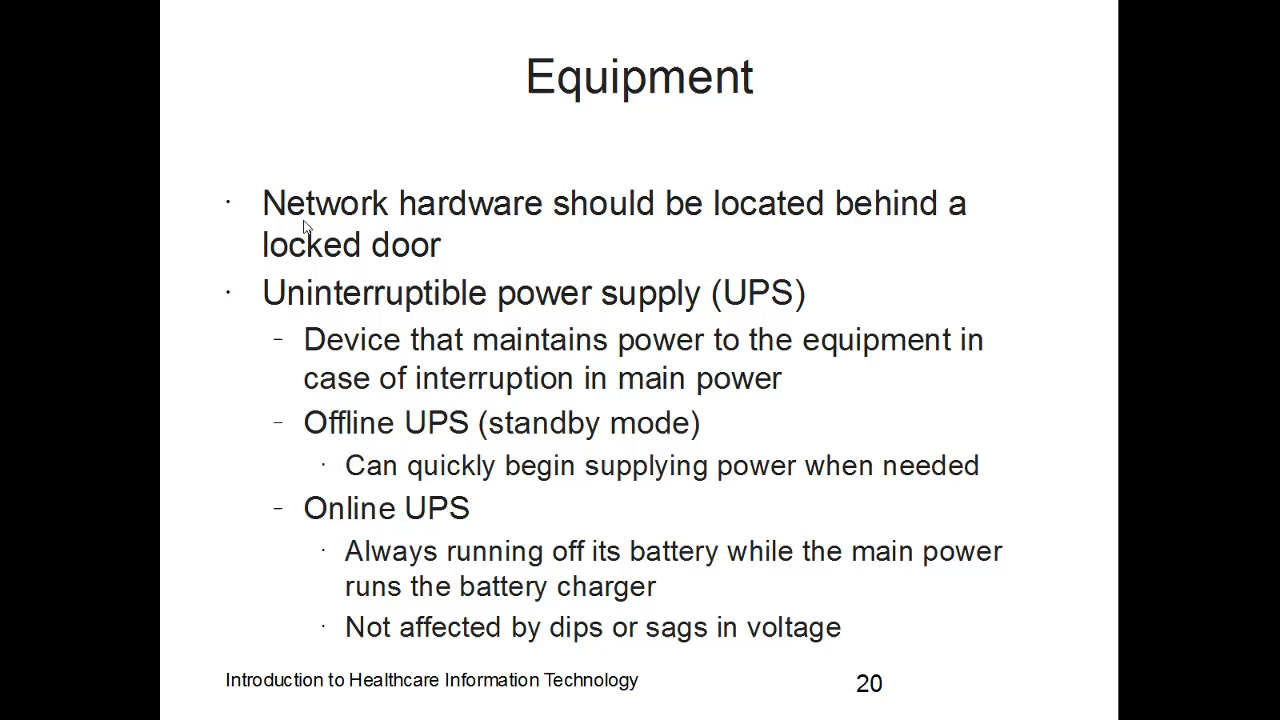 Equipment
· Network hardware should be located behind a
locked door
· Uninterruptible power supply (UPS)
– Device that maintains power to the equipment in
case of interruption in main power
– Offline UPS (standby mode)
· Can quickly begin supplying power when needed
– Online UPS
· Always running off its battery while the main power
runs the battery charger
· Not affected by dips or sags in voltage
Introduction to Healthcare Information Technology
20